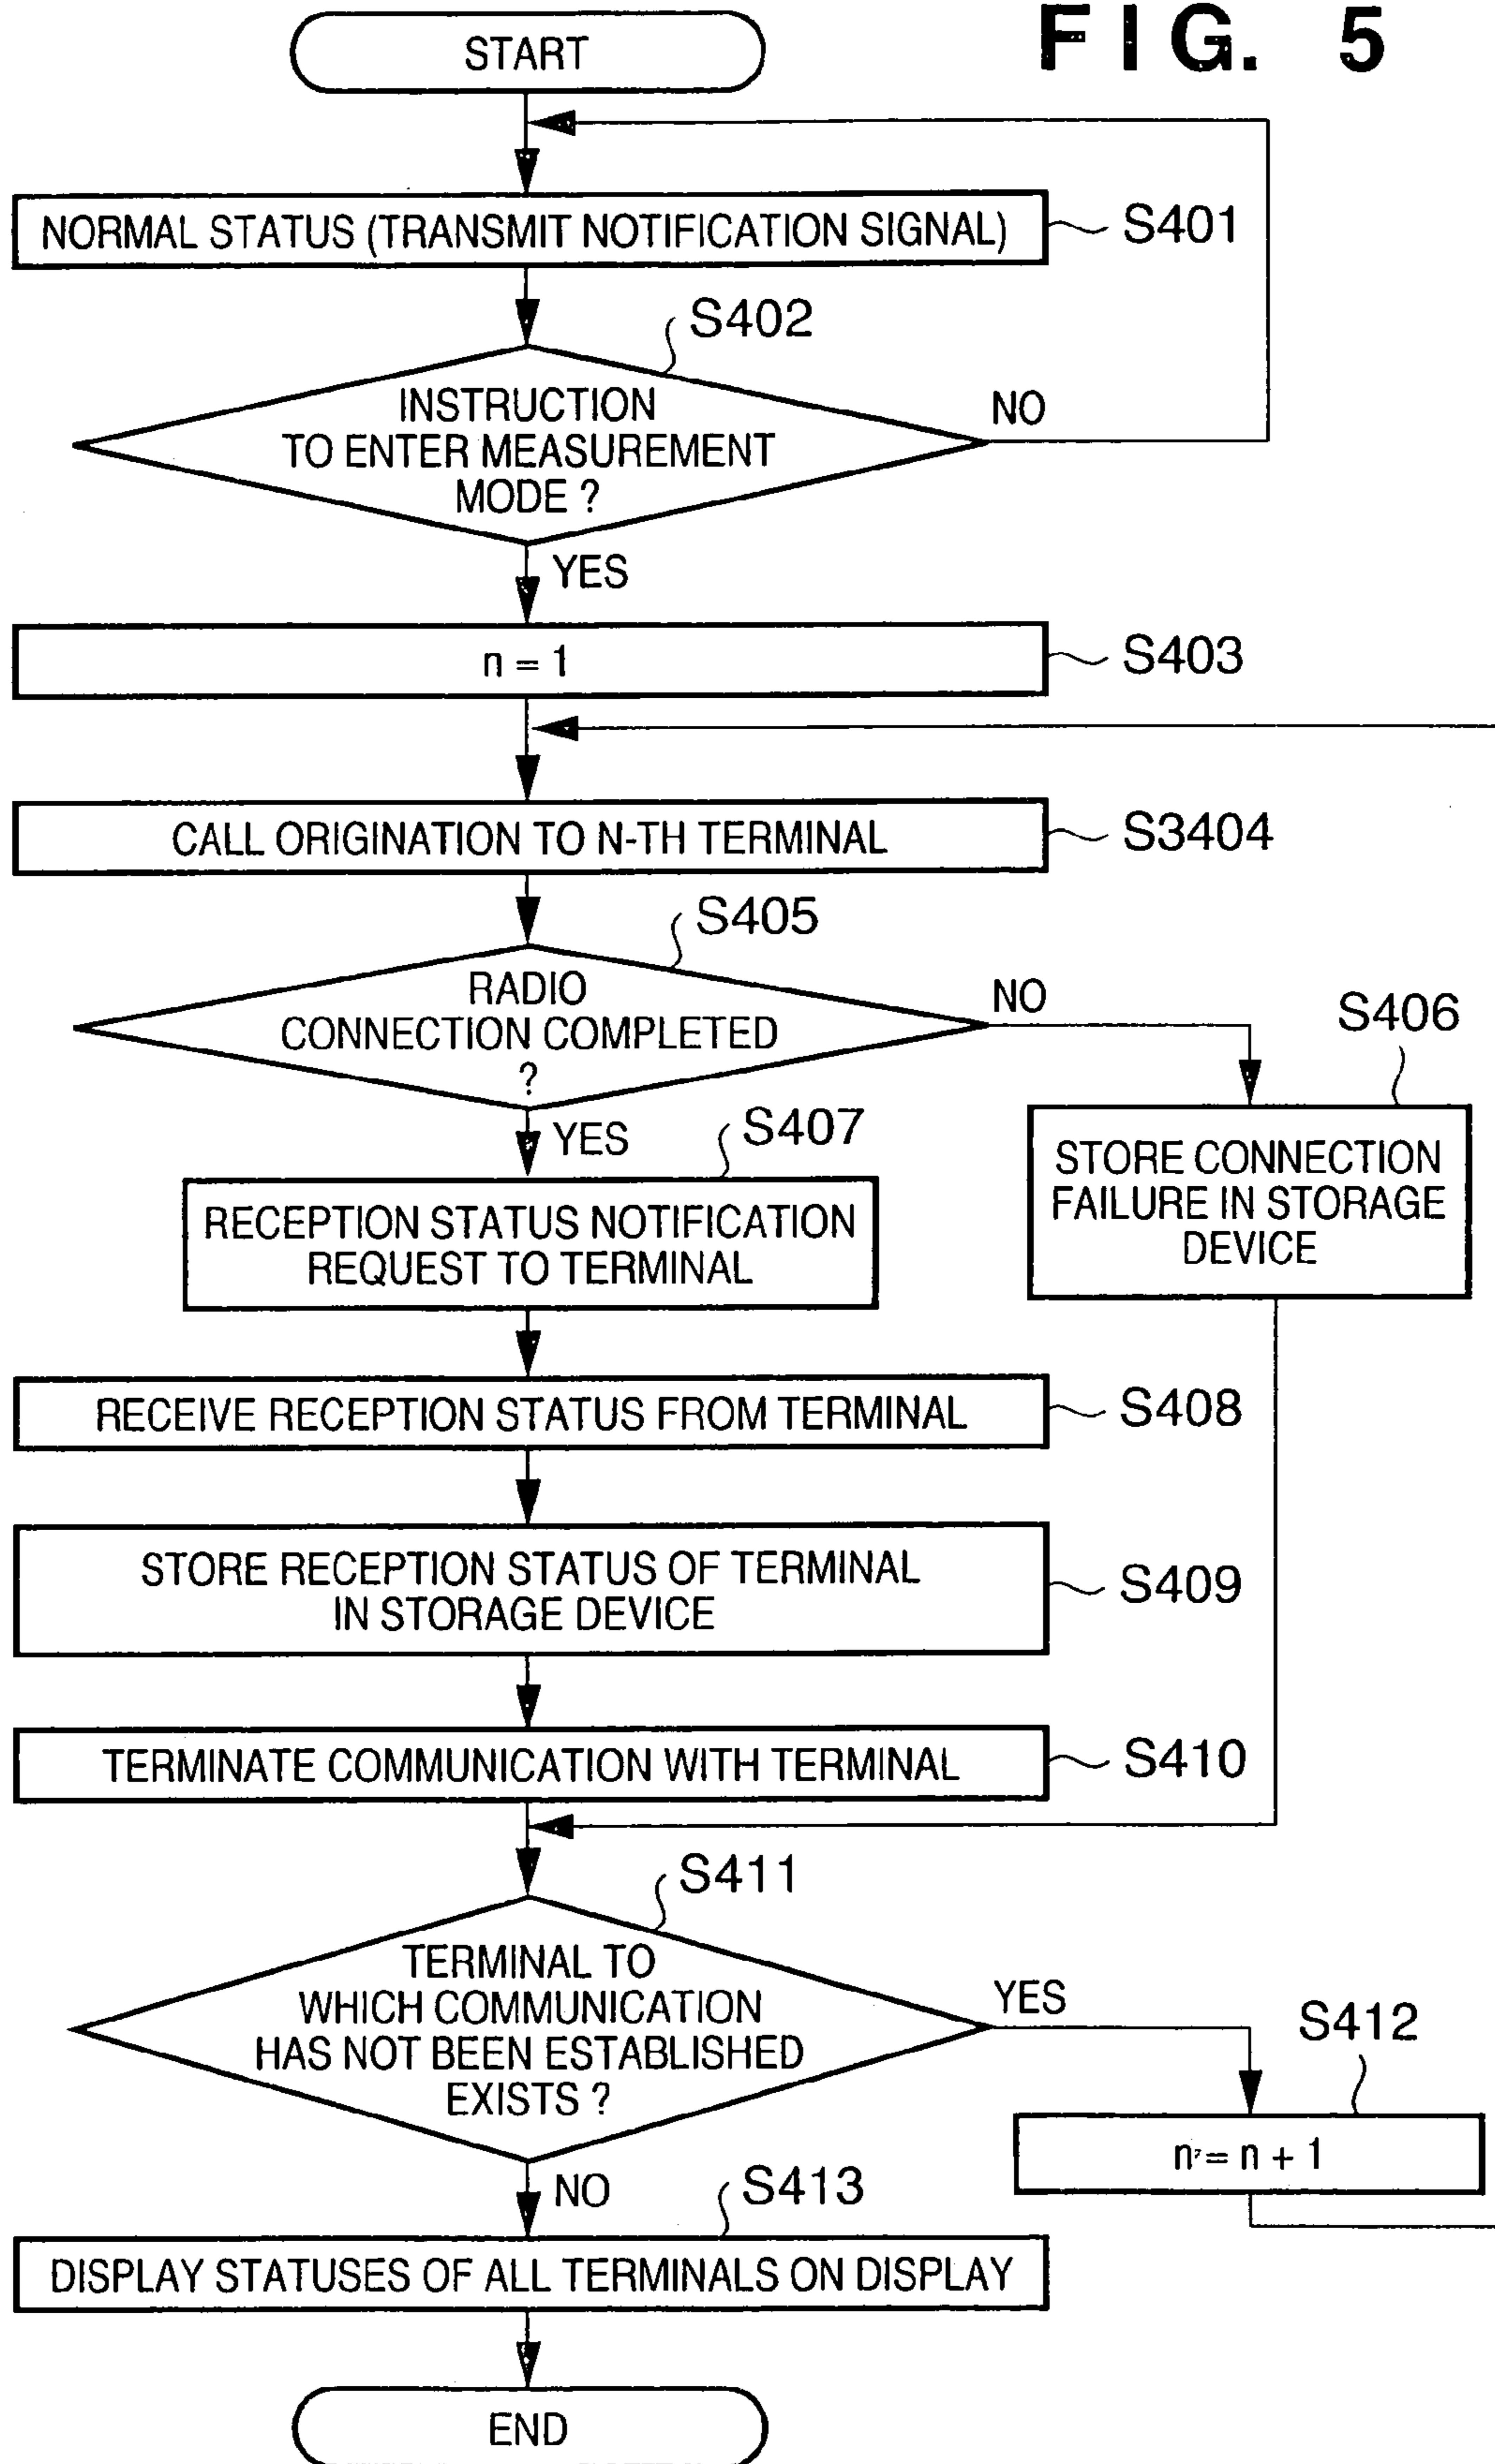 FIG. 5
START
NORMAL STATUS (TRANSMIT NOTIFICATION SIGNAL)
S401
S402
INSTRUCTION
TO ENTER MEASUREMENT
MODE ?
NO
YES
n = 1
S403
CALL ORIGINATION TO N-TH TERMINAL
S3404
S405
RADIO
CONNECTION COMPLETED
?
NO
S406
YES
S407
STORE CONNECTION
FAILURE IN STORAGE
DEVICE
RECEPTION STATUS NOTIFICATION
REQUEST TO TERMINAL
RECEIVE RECEPTION STATUS FROM TERMINAL
S408
STORE RECEPTION STATUS OF TERMINAL
IN STORAGE DEVICE
S409
TERMINATE COMMUNICATION WITH TERMINAL
S410
S411
TERMINAL TO
WHICH COMMUNICATION
HAS NOT BEEN ESTABLISHED
EXISTS ?
YES
S412
n = n + 1
NO
S413
DISPLAY STATUSES OF ALL TERMINALS ON DISPLAY
END